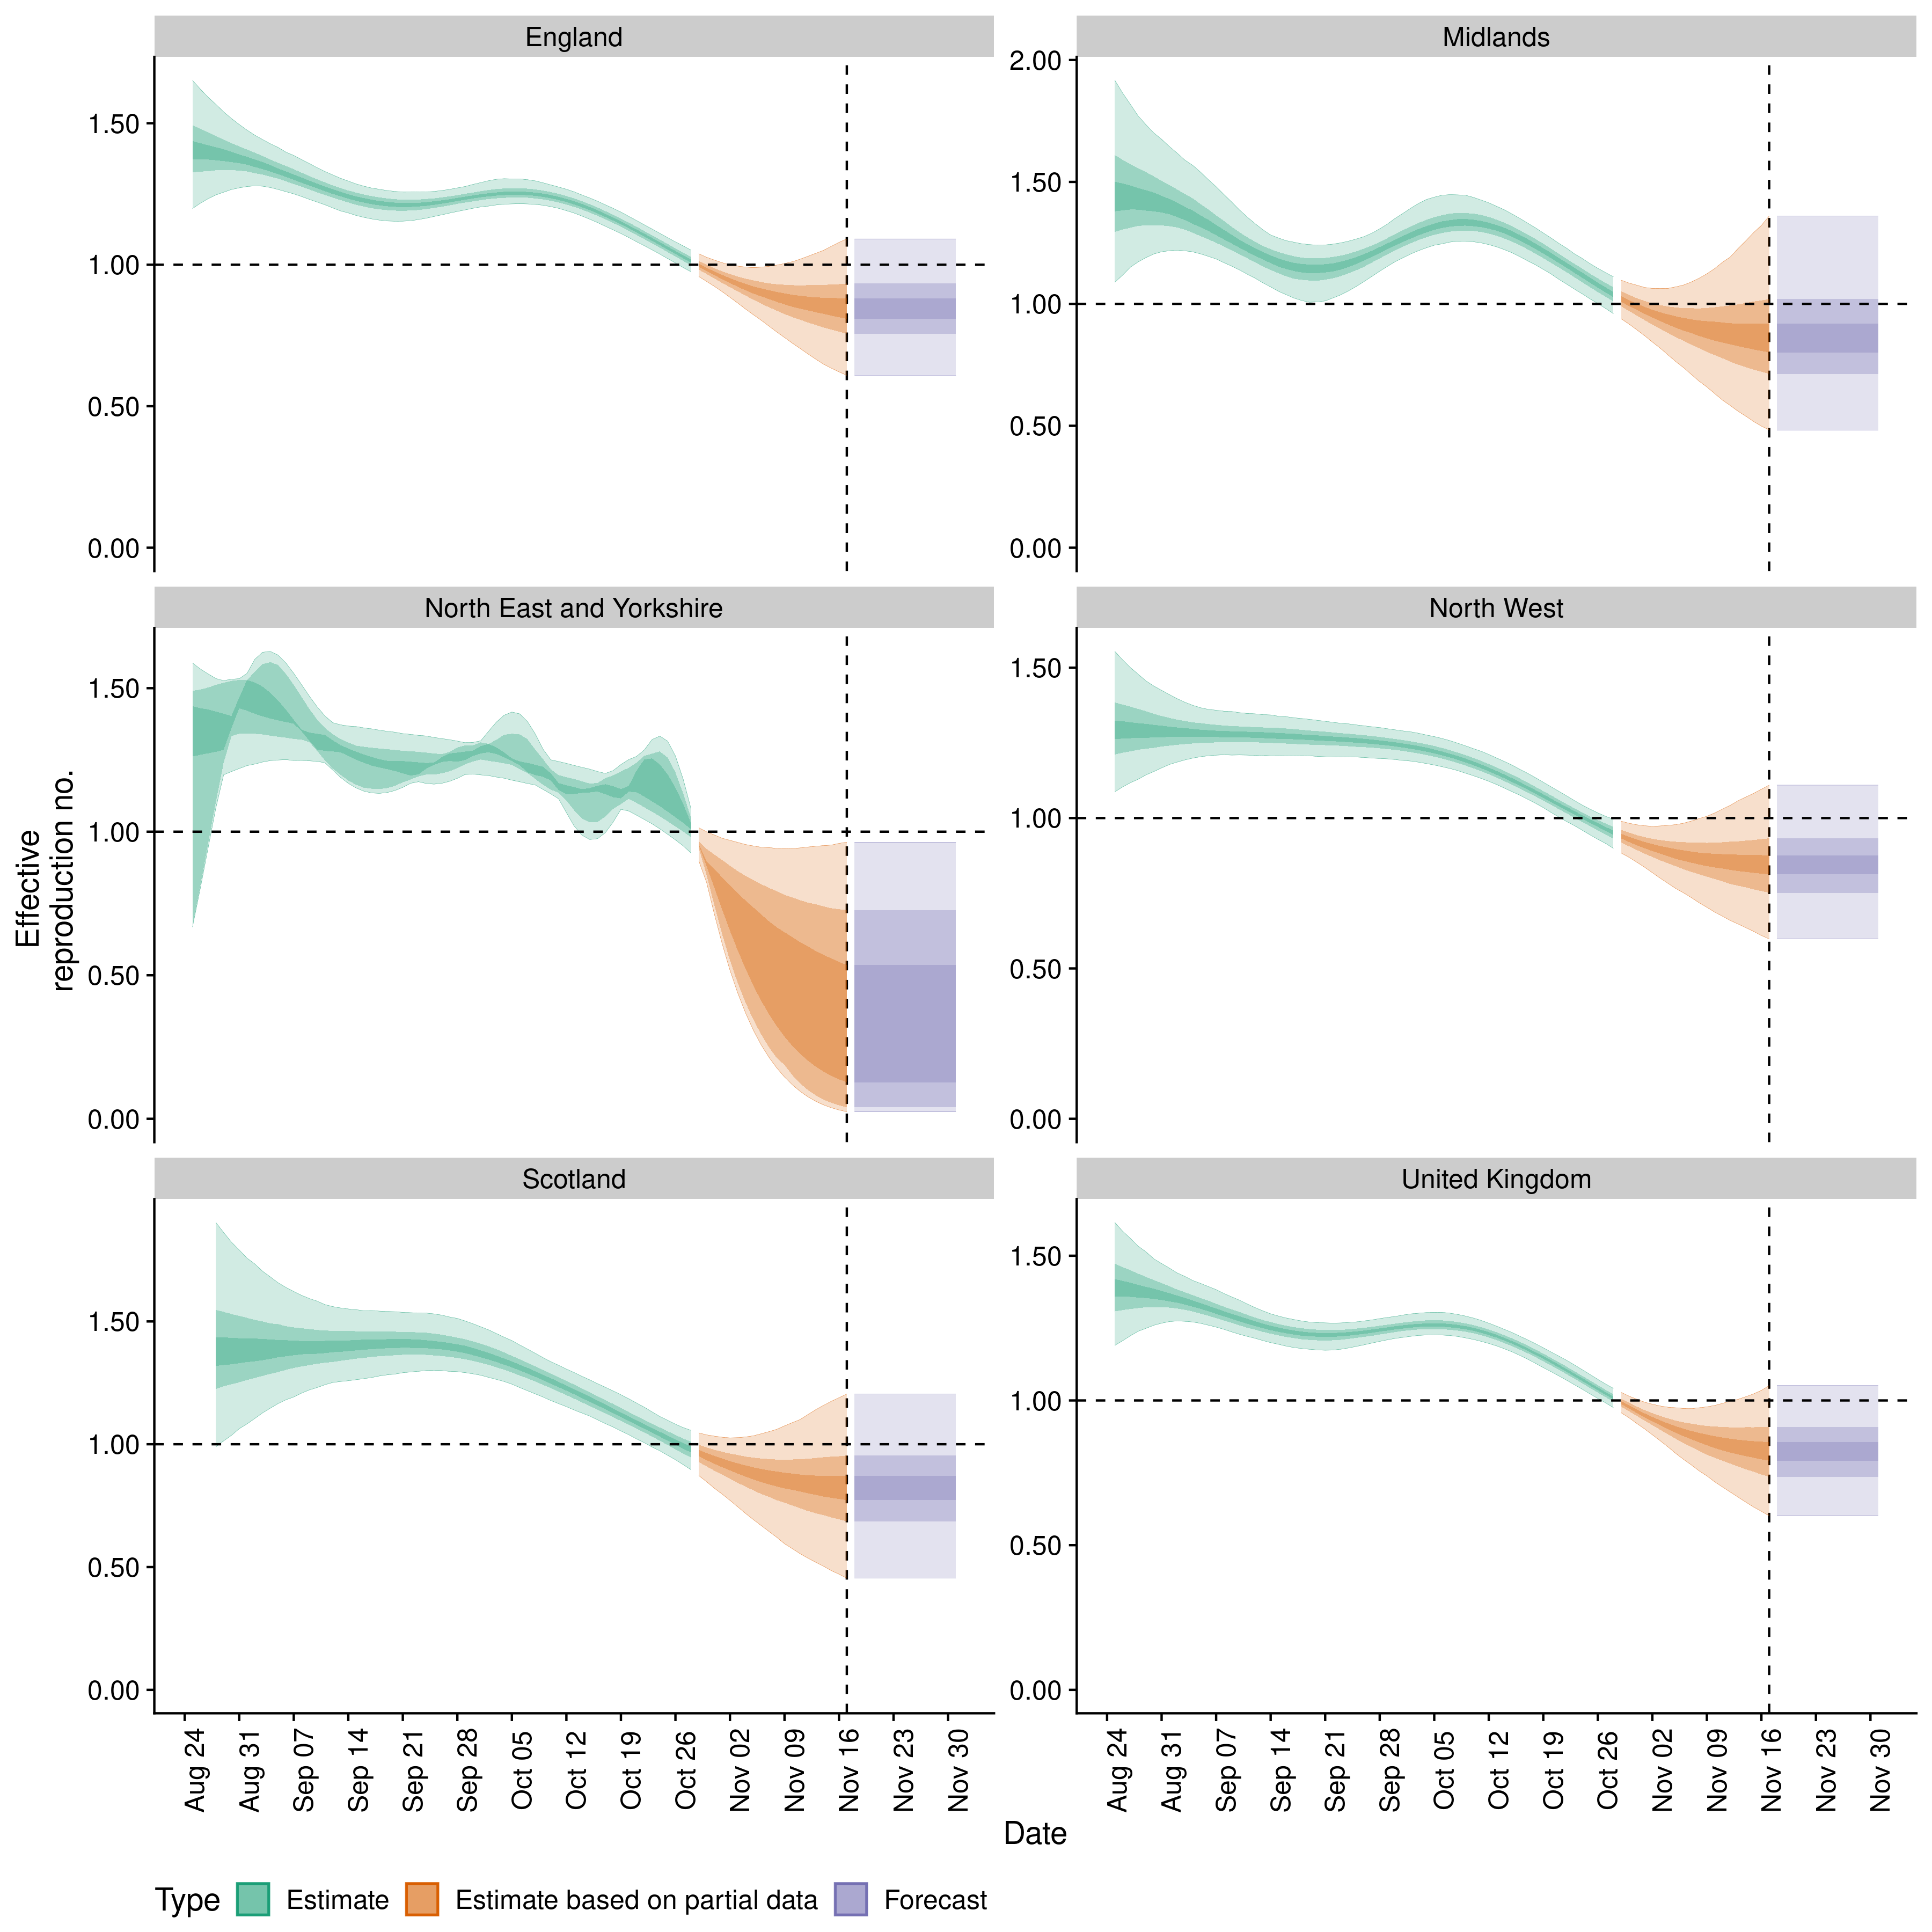 England
Midlands
1.50
1.00
0.50
0.00
2.00
1.50
1.00
0.50
0.00
North East and Yorkshire
North West
1.50
1.00
0.50
0.00
1.50
1.00
0.50
0.00
Effective
reproduction no.
Scotland
United Kingdom
1.50
1.00
0.50
0.00
1.50
1.00
0.50
0.00
Aug 24
Aug 31
Sep 07
Sep 14
Sep 21
Sep 28
Oct 05
Oct 12
Oct 19
Oct 26
Nov 02
Nov 09
Nov 16
Nov 23
Nov 30
Aug 24
Aug 31
Sep 07
Sep 14
Sep 21
Sep 28
Oct 05
Oct 12
Oct 19
Oct 26
Nov 02
Nov 09
Nov 16
Nov 23
Nov 30
Date
Type Estimate Estimate based on partial data Forecast